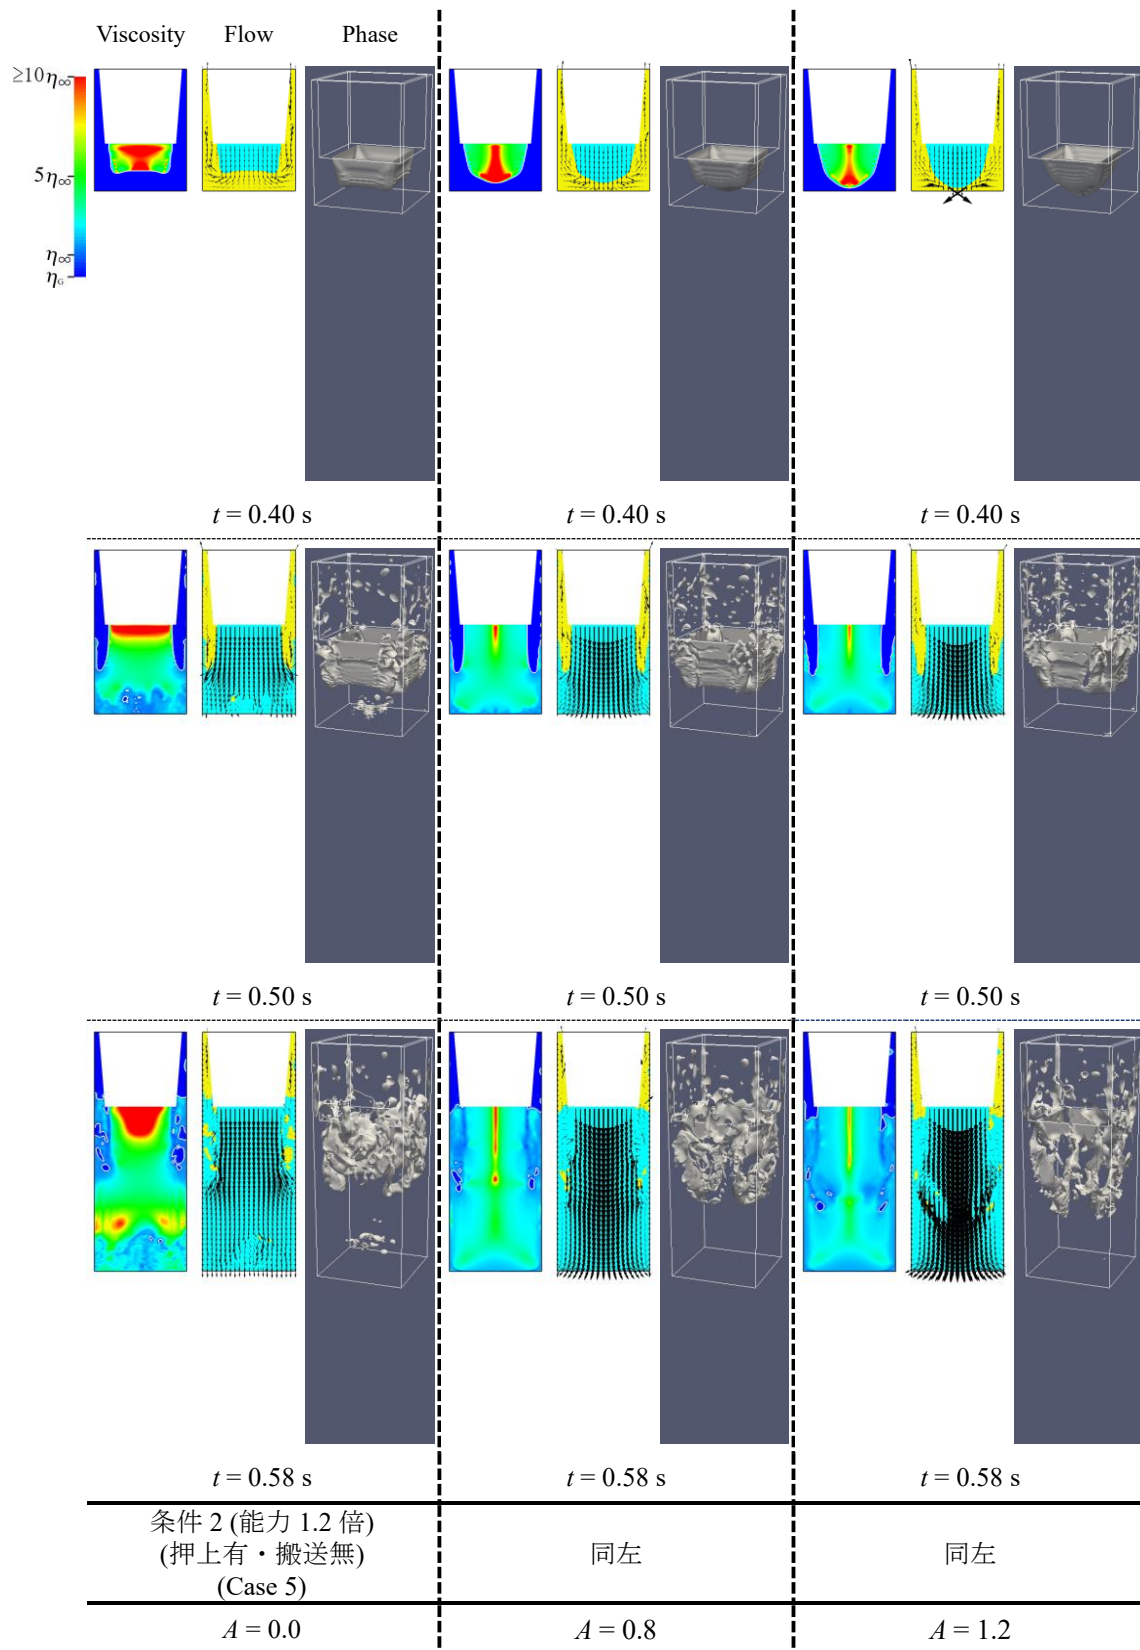 Viscosity Flow Phase
≥10 η∞
5 η∞
η∞
ηG
t = 0.40 s t = 0.40 s t = 0.40 s
t = 0.50 s t = 0.50 s t = 0.50 s
t = 0.58 s t = 0.58 s t = 0.58 s
条件 2 (能力 1.2 倍)
(押上有・搬送無)
(Case 5)
同左 同左
A = 0.0 A = 0.8 A = 1.2